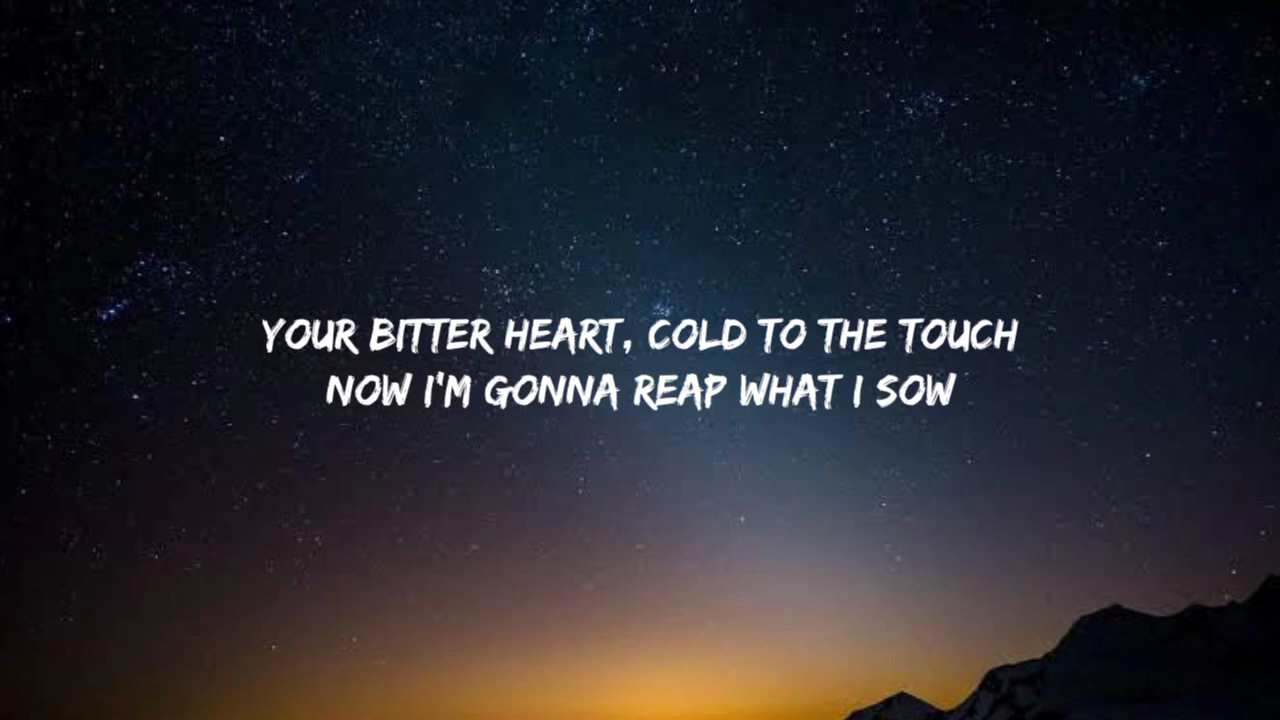 YOUR BITTER HEART, COLD TO THE TOUCH
NOW I'M GONNA REAP WHAT I SOW